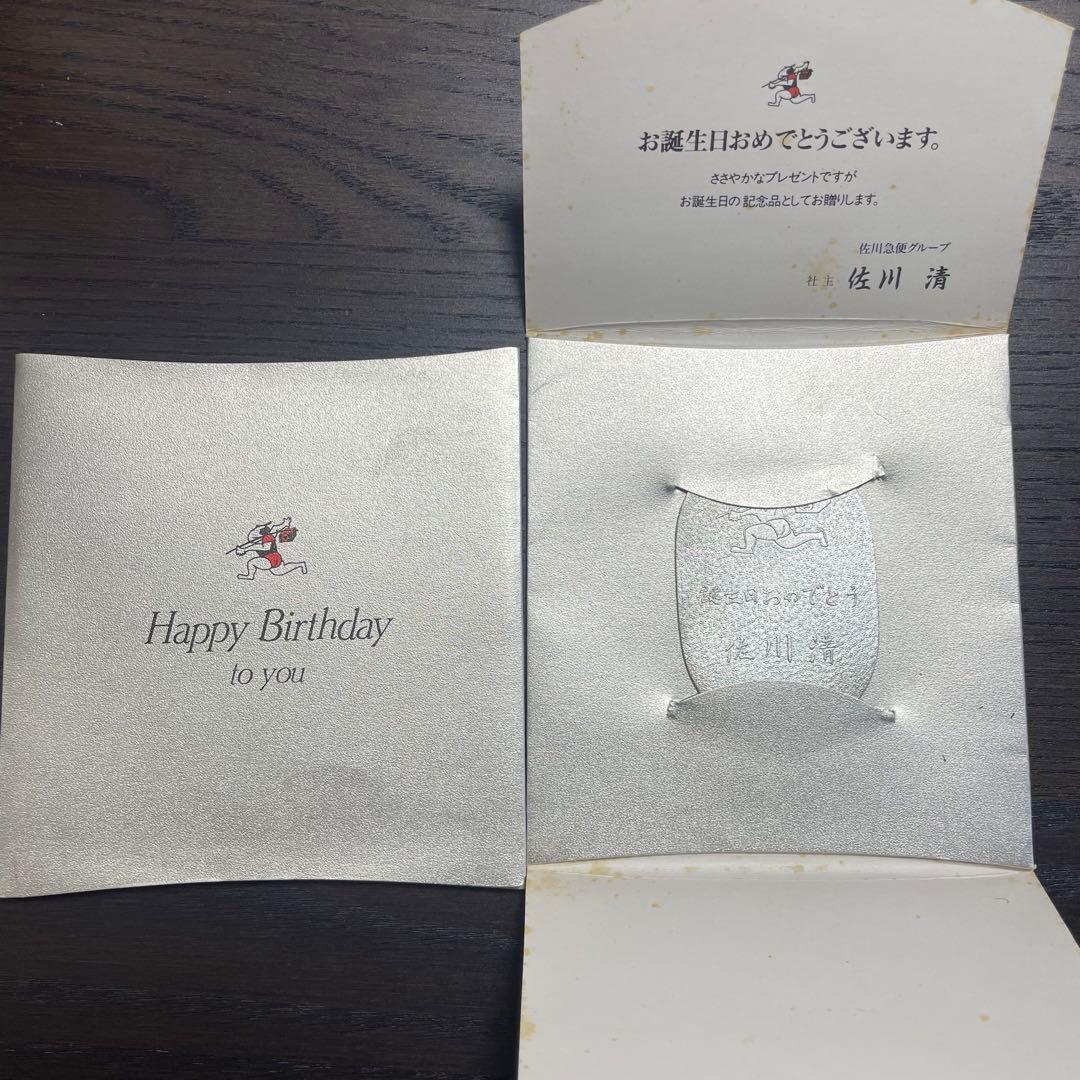 Happy Birthday
to you
お誕生日おめでとうございます。
ささやかなプレゼントですが
お誕生日の記念品としてお贈りします。
佐川急便グループ
社主 佐川 清
誕生日おめでとう
佐川清